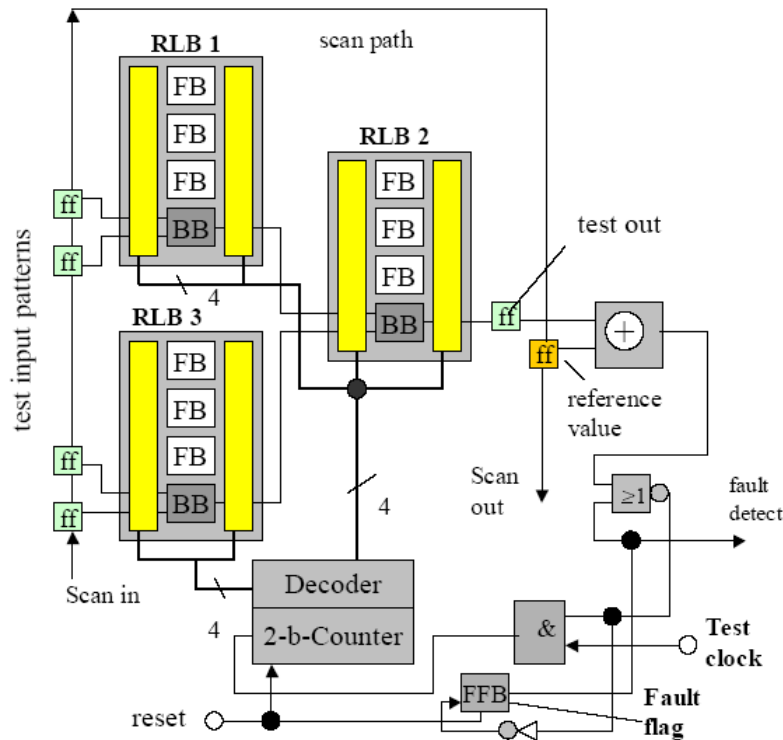 scan path
RLB 1
FB
FB
FB
BB
ff
ff
4
test input patterns
RLB 2
FB
FB
FB
BB
test out
ff
+
ff
reference
value
RLB 3
FB
FB
FB
BB
ff
ff
4
Scan in
4
Scan
out
≥1
fault
detect
Decoder
2-b-Counter
&
Test
clock
FFB
Fault
flag
reset